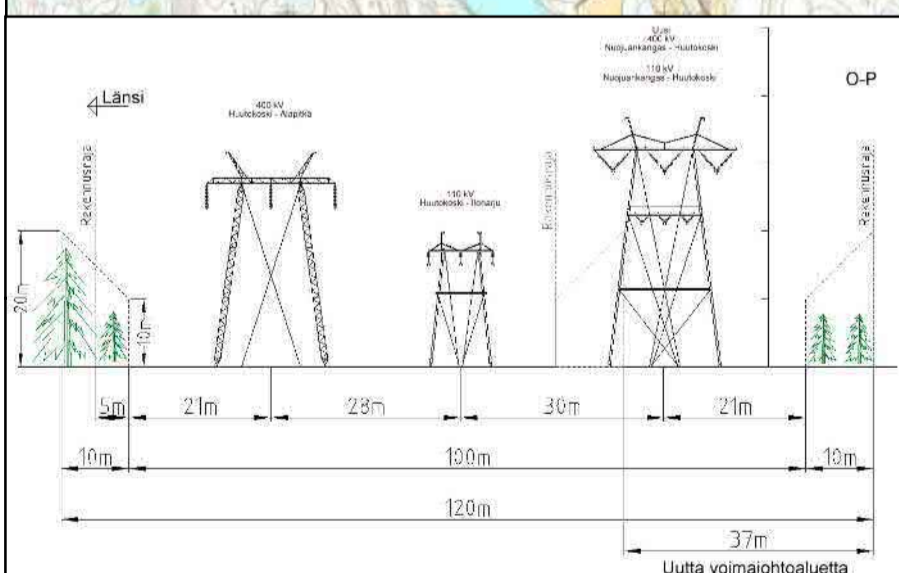 Uusi
400 kV
Nuojuankangas - Huutokoski
110 kV
Nuojuankangas - Huutokoski
O-P
Länsi
400 kV
Huutokoski - Alapitkä
Rakennusraja
Rakennusraja
Rakennusraja
110 kV
Huutokoski -
20m
10m
5m
21m
28m
30m
21m
10m
100m
10m
120m
37m
Uutta voimajohtoaluetta